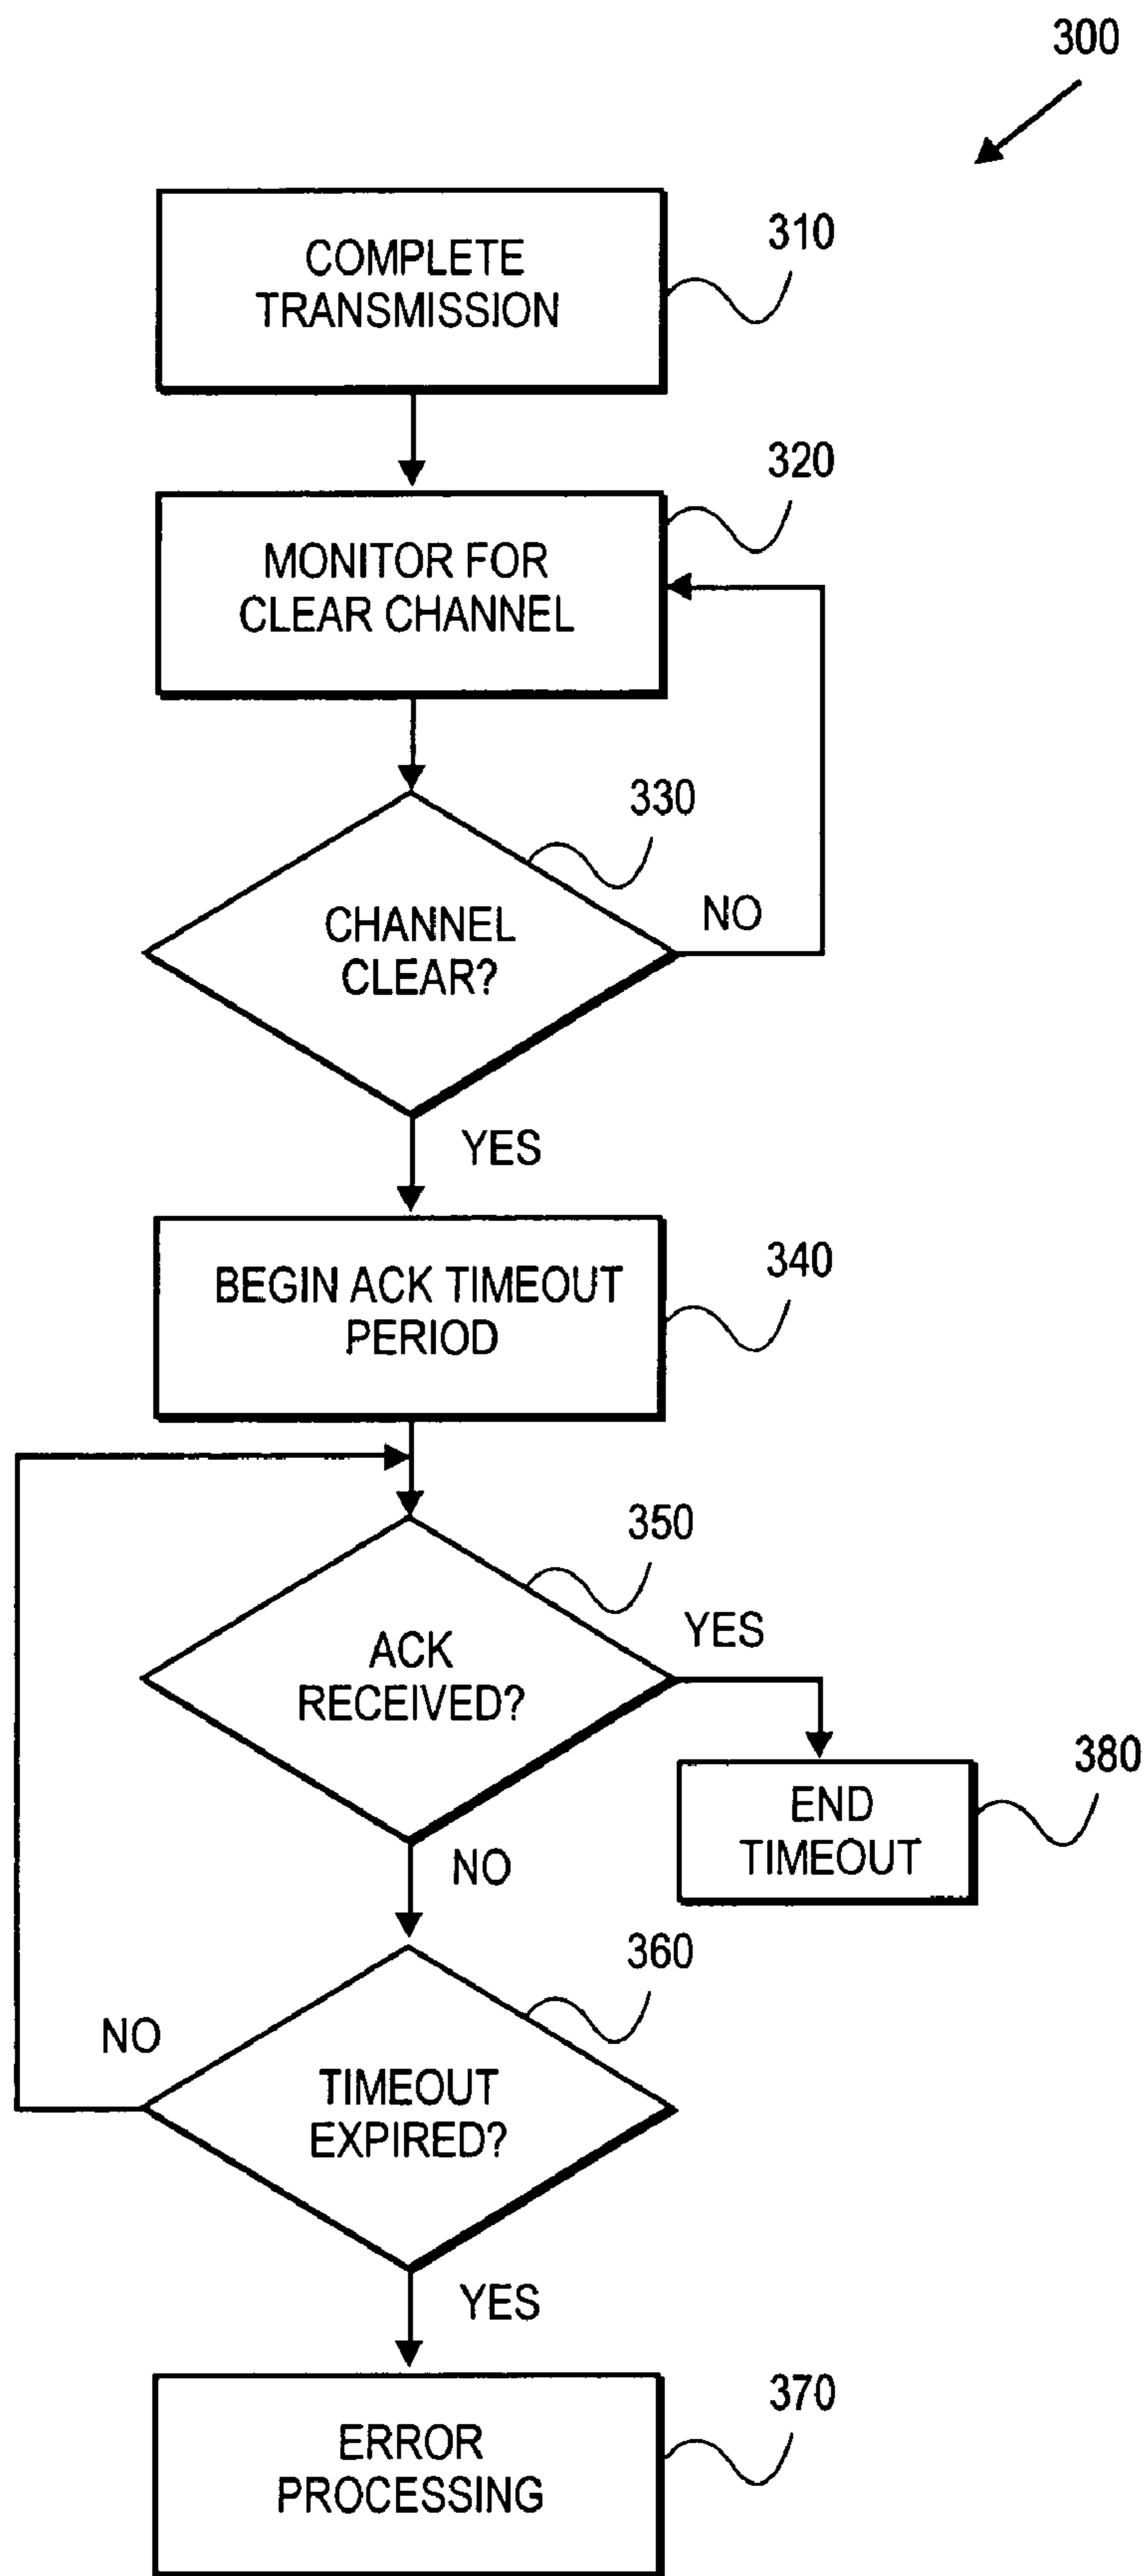 300
COMPLETE
TRANSMISSION
310
320
MONITOR FOR
CLEAR CHANNEL
330
CHANNEL
CLEAR?
NO
YES
BEGIN ACK TIMEOUT
PERIOD
340
350
ACK
RECEIVED?
YES
380
END
TIMEOUT
NO
360
NO
TIMEOUT
EXPIRED?
YES
370
ERROR
PROCESSING